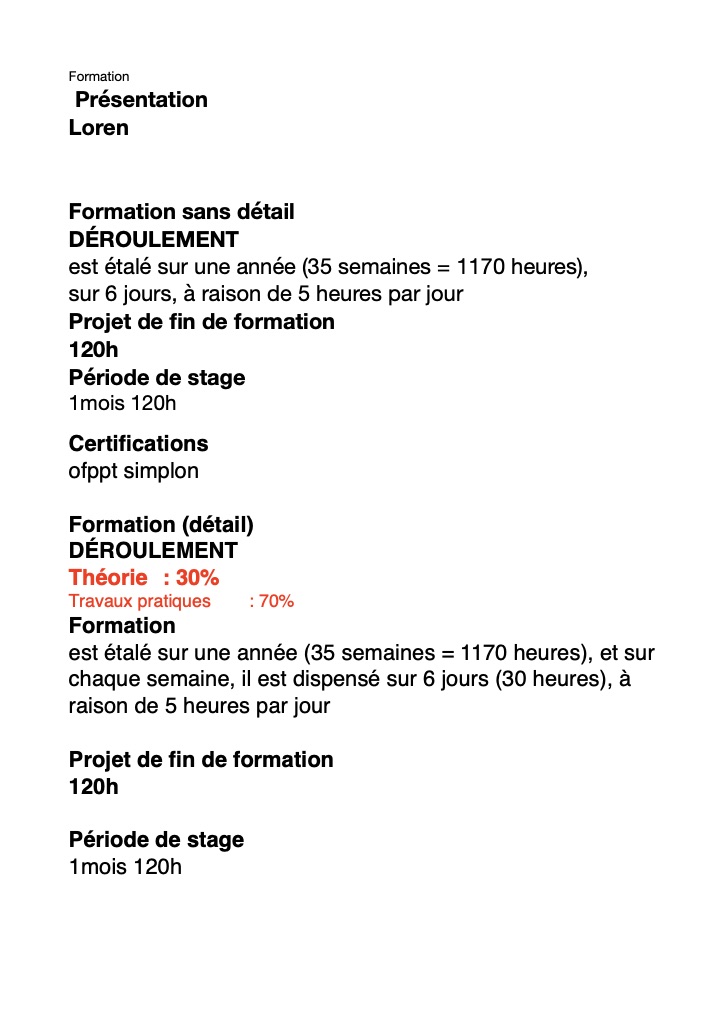 Formation
Présentation
Loren
Formation sans détail
DÉROULEMENT
est étalé sur une année (35 semaines = 1170 heures),
sur 6 jours, à raison de 5 heures par jour
Projet de fin de formation
120h
Période de stage
1mois 120h
Certifications
ofppt simplon
Formation (détail)
DÉROULEMENT
Théorie : 30%
Travaux pratiques : 70%
Formation
est étalé sur une année (35 semaines = 1170 heures), et sur
chaque semaine, il est dispensé sur 6 jours (30 heures), à
raison de 5 heures par jour
Projet de fin de formation
120h
Période de stage
1mois 120h